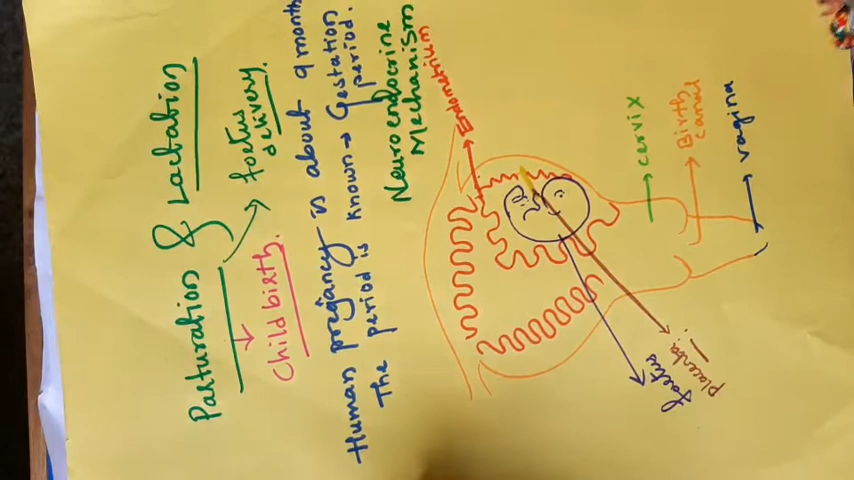 Parturation & Lactation
Child birth.
foetus
delivery.
Human pregancy is about 9 month
The period is known → Gestation
period.
Neuroendocrine
Mechanism
Endometrium
cervix
Birth
canal
vagina
foetus
placenta.